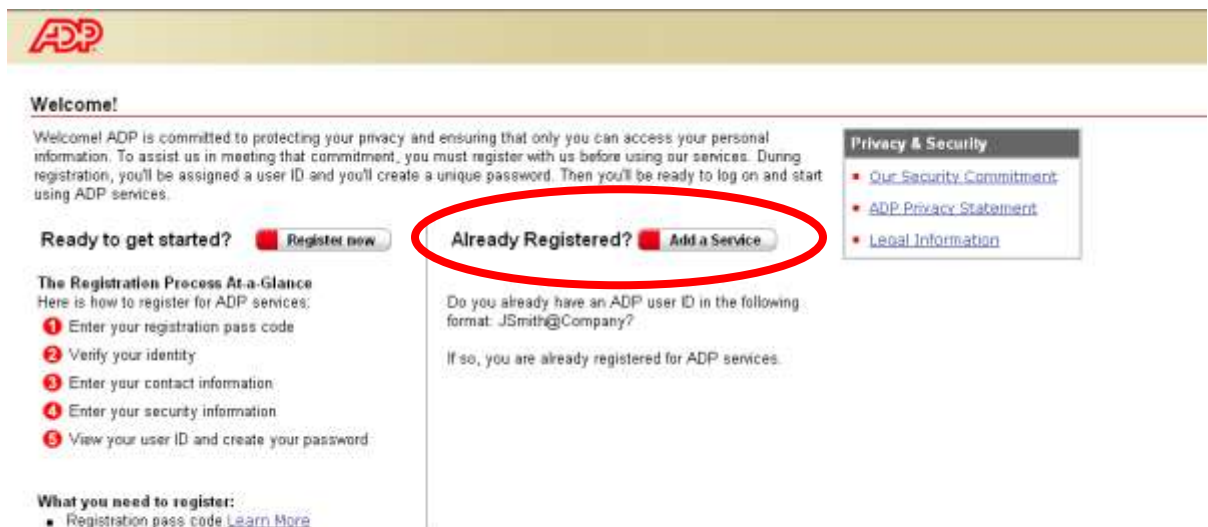 ADP
Welcome!
Welcome! ADP is committed to protecting your privacy and ensuring that only you can access your personal
information. To assist us in meeting that commitment, you must register with us before using our services. During
registration, you'll be assigned a user ID and you'll create a unique password. Then you'll be ready to log on and start
using ADP services.
Ready to get started? Register now
The Registration Process At-a-Glance
Here is how to register for ADP services:
1 Enter your registration pass code
2 Verify your identity
3 Enter your contact information
4 Enter your security information
5 View your user ID and create your password
What you need to register:
Registration pass code Learn More
Already Registered? Add a Service
Do you already have an ADP user ID in the following
format: JSmith@Company?
If so, you are already registered for ADP services.
Privacy & Security
Our Security Commitment
ADP Privacy Statement
Legal Information